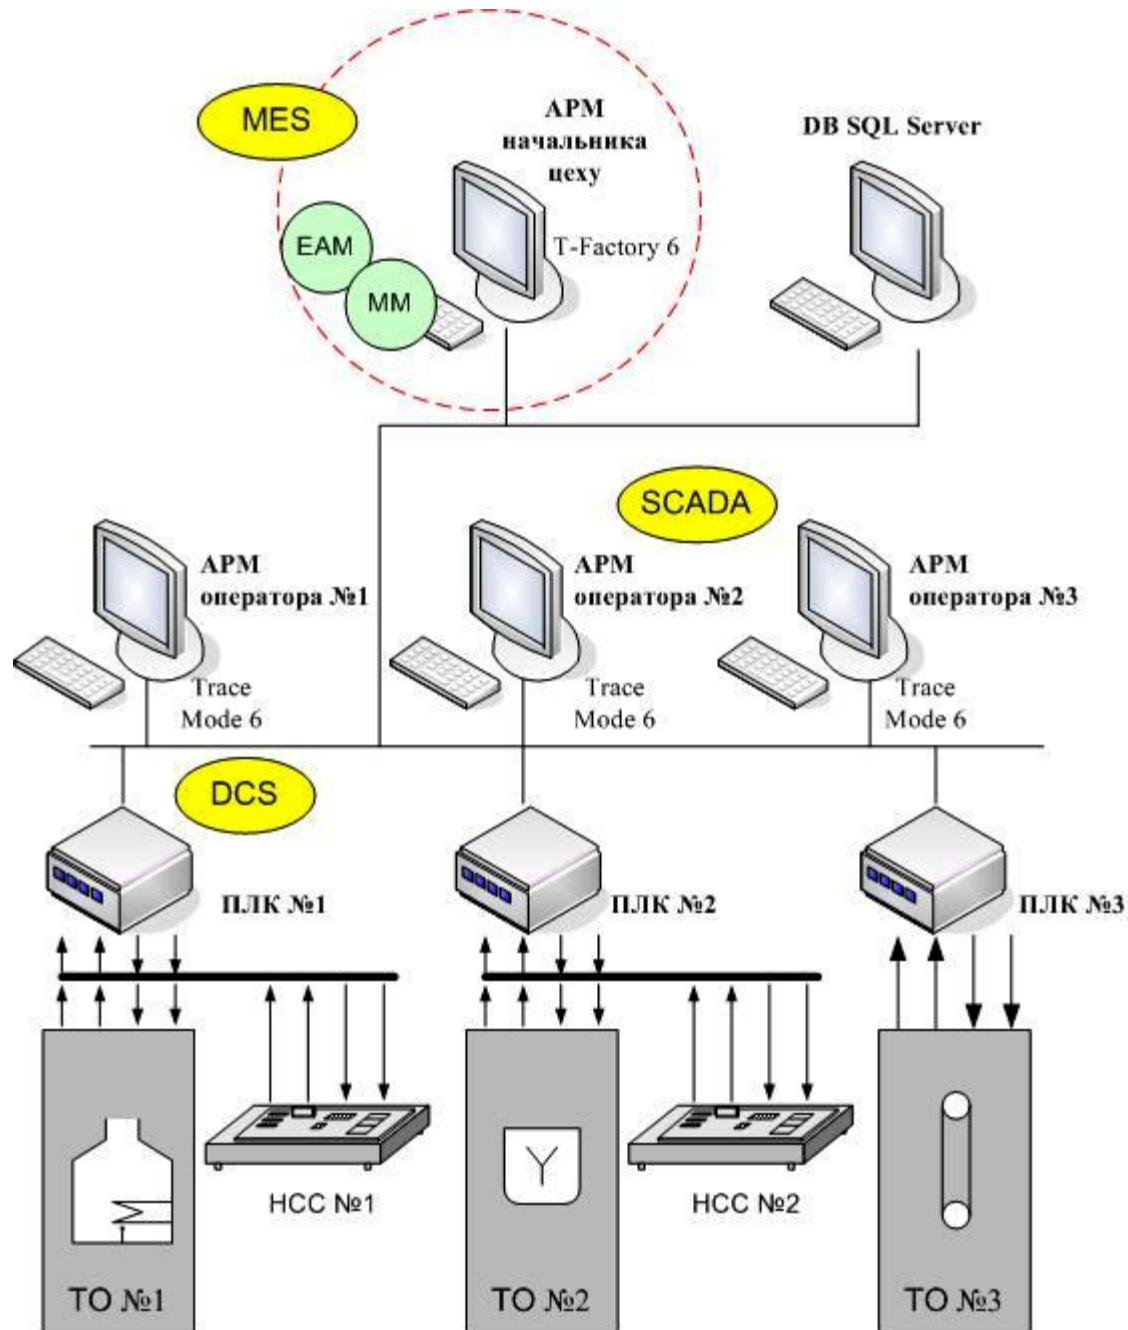 MES
АРМ
начальника
цеху
DB SQL Server
EAM
T-Factory 6
MM
SCADA
АРМ
оператора №1
АРМ
оператора №2
АРМ
оператора №3
Trace
Mode 6
Trace
Mode 6
Trace
Mode 6
DCS
ПЛК №1
ПЛК №2
ПЛК №3
НСС №1
НСС №2
ТО №1
ТО №2
ТО №3